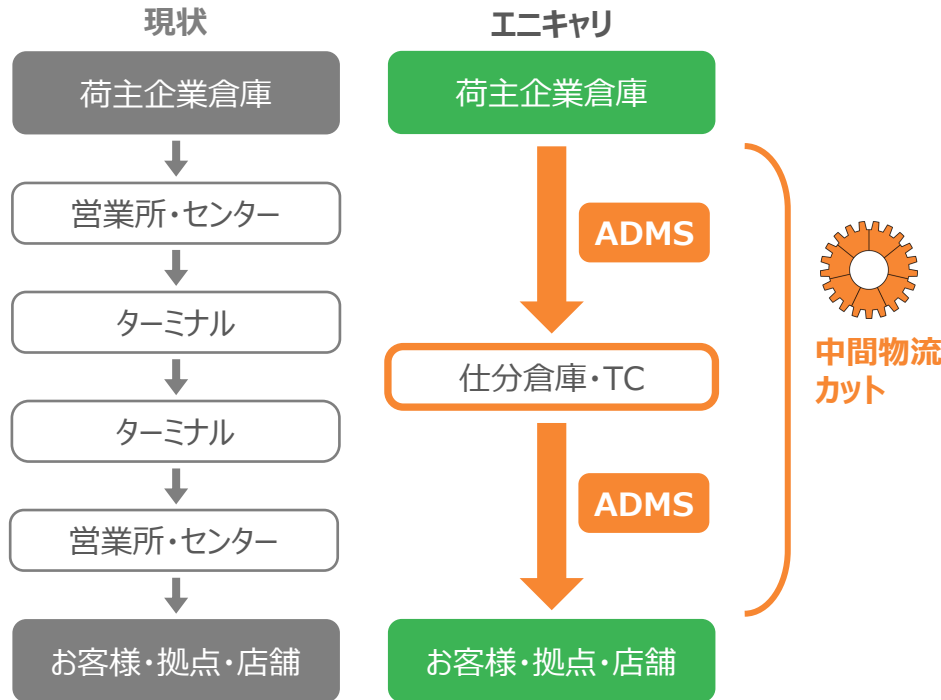 現状
荷主企業倉庫
営業所・センター
ターミナル
ターミナル
営業所・センター
お客様・拠点・店舗
エニキャリ
荷主企業倉庫
ADMS
仕分倉庫・TC
ADMS
お客様・拠点・店舗
中間物流
カット